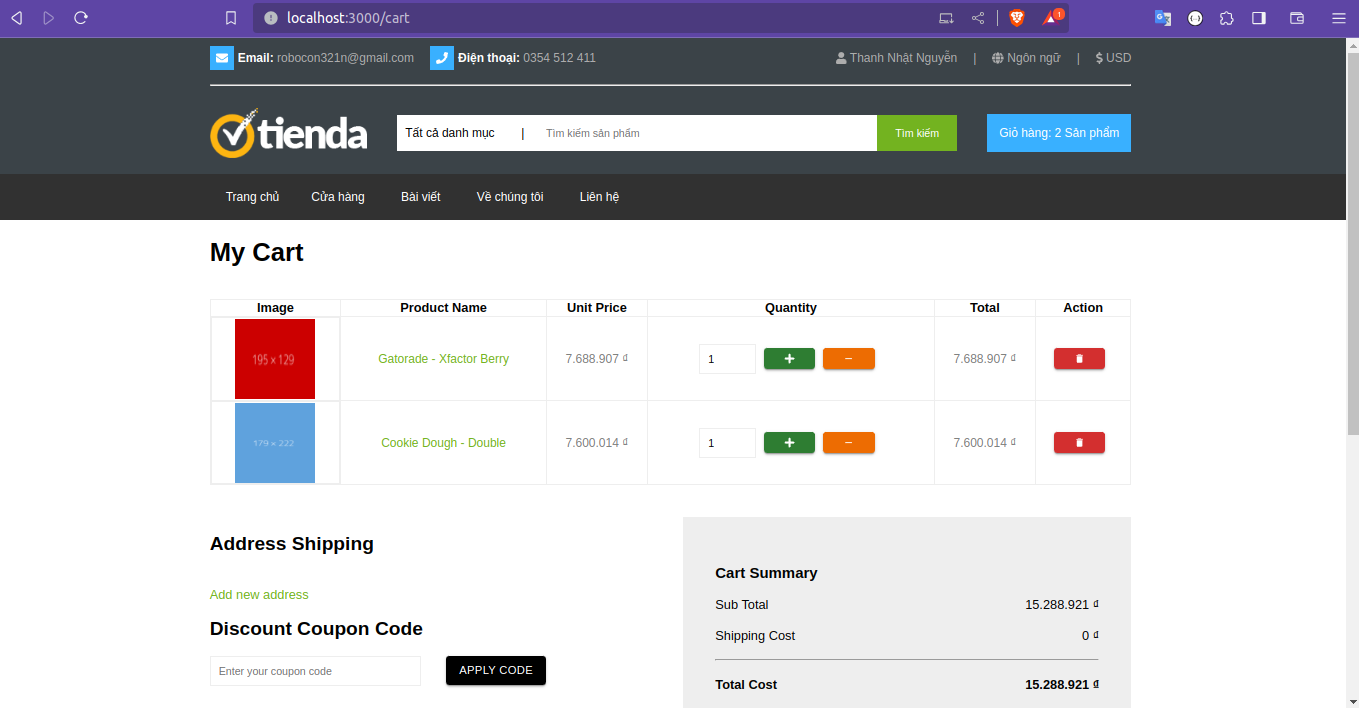 localhost:3000/cart
1
Email: robocon321n@gmail.com Điện thoại: 0354 512 411 Thanh Nhật Nguyễn | Ngôn ngữ | $ USD
tienda Tất cả danh mục | Tìm kiếm sản phẩm Tìm kiếm Giỏ hàng: 2 Sản phẩm
Trang chủ Cửa hàng Bài viết Về chúng tôi Liên hệ
My Cart
Image Product Name Unit Price Quantity Total Action
195 x 129 Gatorade - Xfactor Berry 7.688.907 ₫ 1 + − 7.688.907 ₫
179 x 222 Cookie Dough - Double 7.600.014 ₫ 1 + − 7.600.014 ₫
Address Shipping
Add new address
Discount Coupon Code
Enter your coupon code APPLY CODE
Cart Summary
Sub Total 15.288.921 ₫
Shipping Cost 0 ₫
Total Cost 15.288.921 ₫